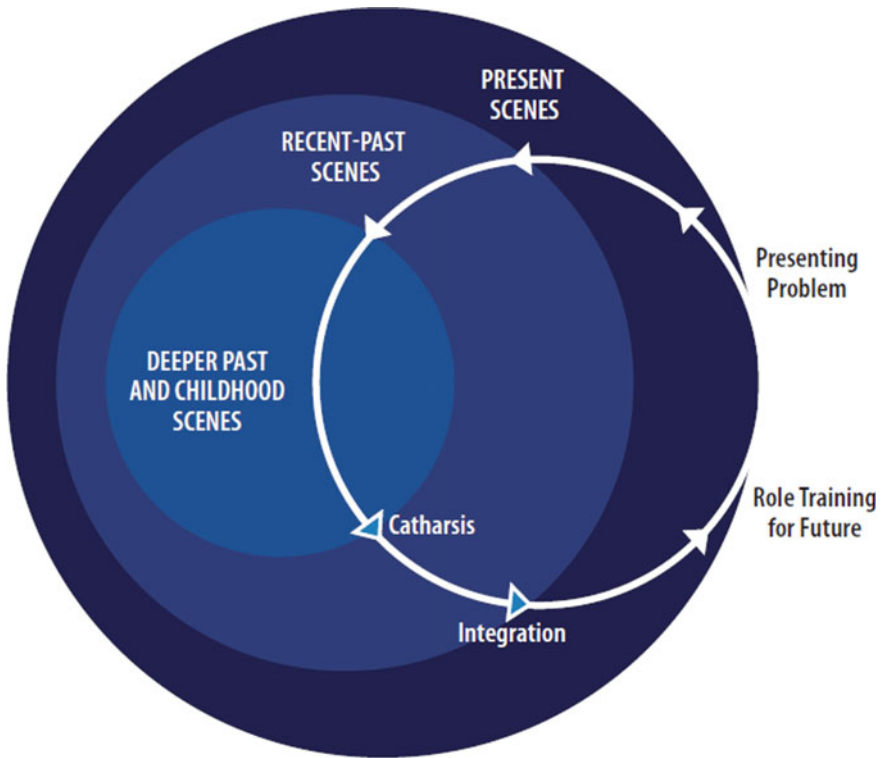 PRESENT
SCENES
RECENT-PAST
SCENES
Presenting
Problem
DEEPER PAST
AND CHILDHOOD
SCENES
Catharsis
Integration
Role Training
for Future